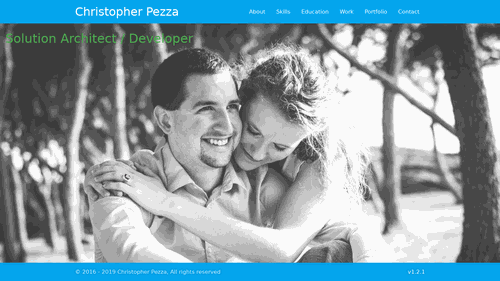 Christopher Pezza
About Skills Education Work Portfolio Contact
Solution Architect / Developer
© 2016 - 2019 Christopher Pezza, All rights reserved
v1.2.1